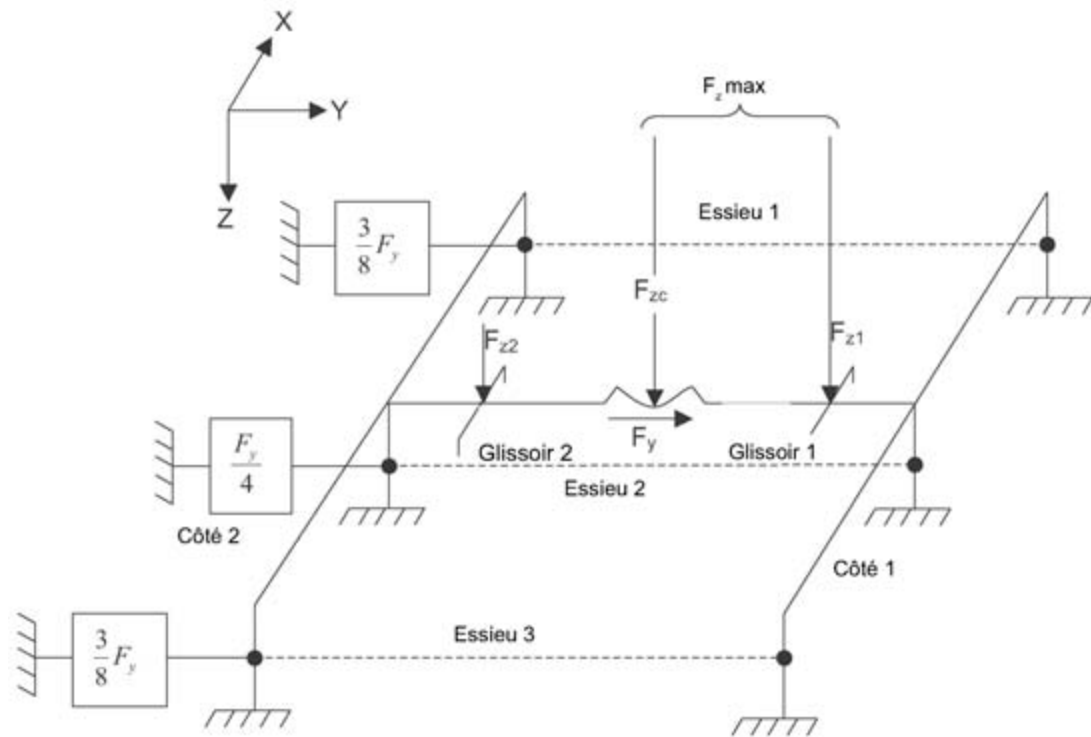 X
Y
Z
F_z max
Essieu 1
3/8 F_y
F_zc
F_z2
F_z1
F_y
Glissoir 2
Glissoir 1
Essieu 2
F_y/4
Côté 2
Côté 1
Essieu 3
3/8 F_y